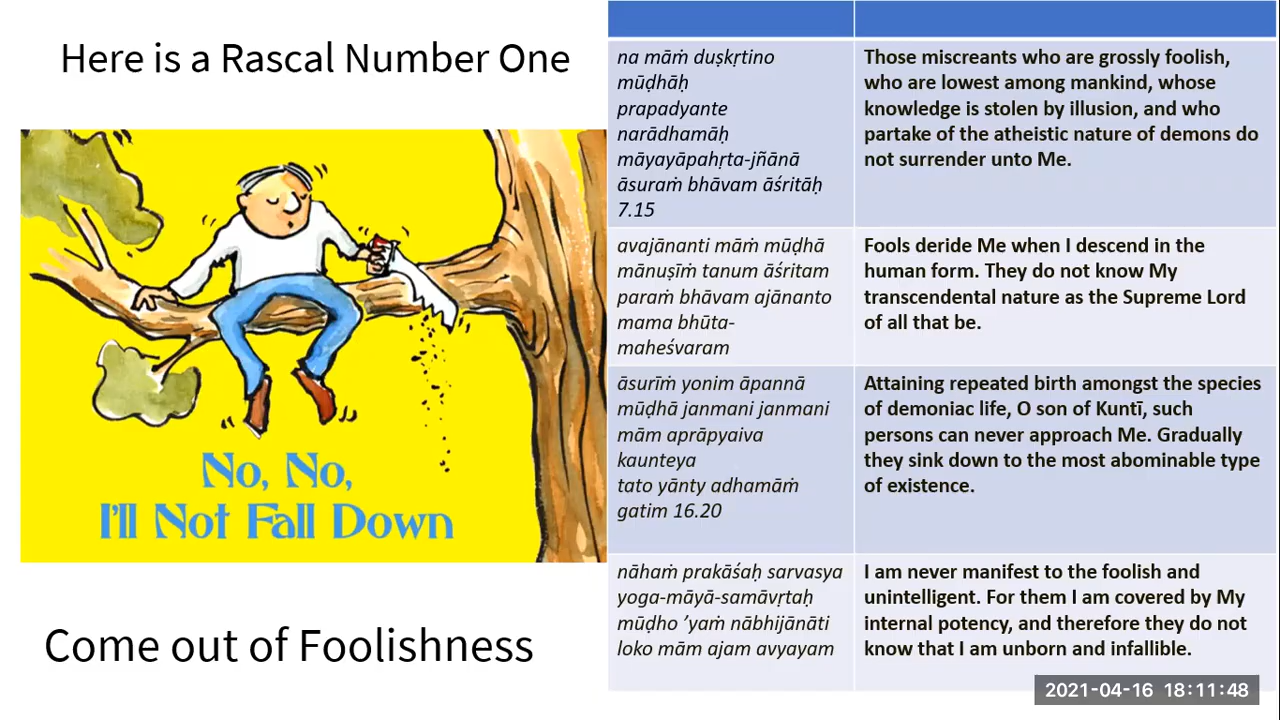 Here is a Rascal Number One
No, No,
I'll Not Fall Down
Come out of Foolishness
na māṁ duṣkṛtino
mūḍhāḥ
prapadyante
narādhamāḥ
māyayāpahṛta-jñānā
āsuraṁ bhāvam āśritāḥ
7.15
Those miscreants who are grossly foolish,
who are lowest among mankind, whose
knowledge is stolen by illusion, and who
partake of the atheistic nature of demons do
not surrender unto Me.
avajānanti māṁ mūḍhā
mānuṣīṁ tanum āśritam
paraṁ bhāvam ajānanto
mama bhūta-
maheśvaram
Fools deride Me when I descend in the
human form. They do not know My
transcendental nature as the Supreme Lord
of all that be.
āsurīṁ yonim āpannā
mūḍhā janmani janmani
mām aprāpyaiva
kaunteya
tato yānty adhamāṁ
gatim 16.20
Attaining repeated birth amongst the species
of demoniac life, O son of Kuntī, such
persons can never approach Me. Gradually
they sink down to the most abominable type
of existence.
nāhaṁ prakāśaḥ sarvasya
yoga-māyā-samāvṛtaḥ
mūḍho ’yaṁ nābhijānāti
loko mām ajam avyayam
I am never manifest to the foolish and
unintelligent. For them I am covered by My
internal potency, and therefore they do not
know that I am unborn and infallible.
2021-04-16 18:11:48